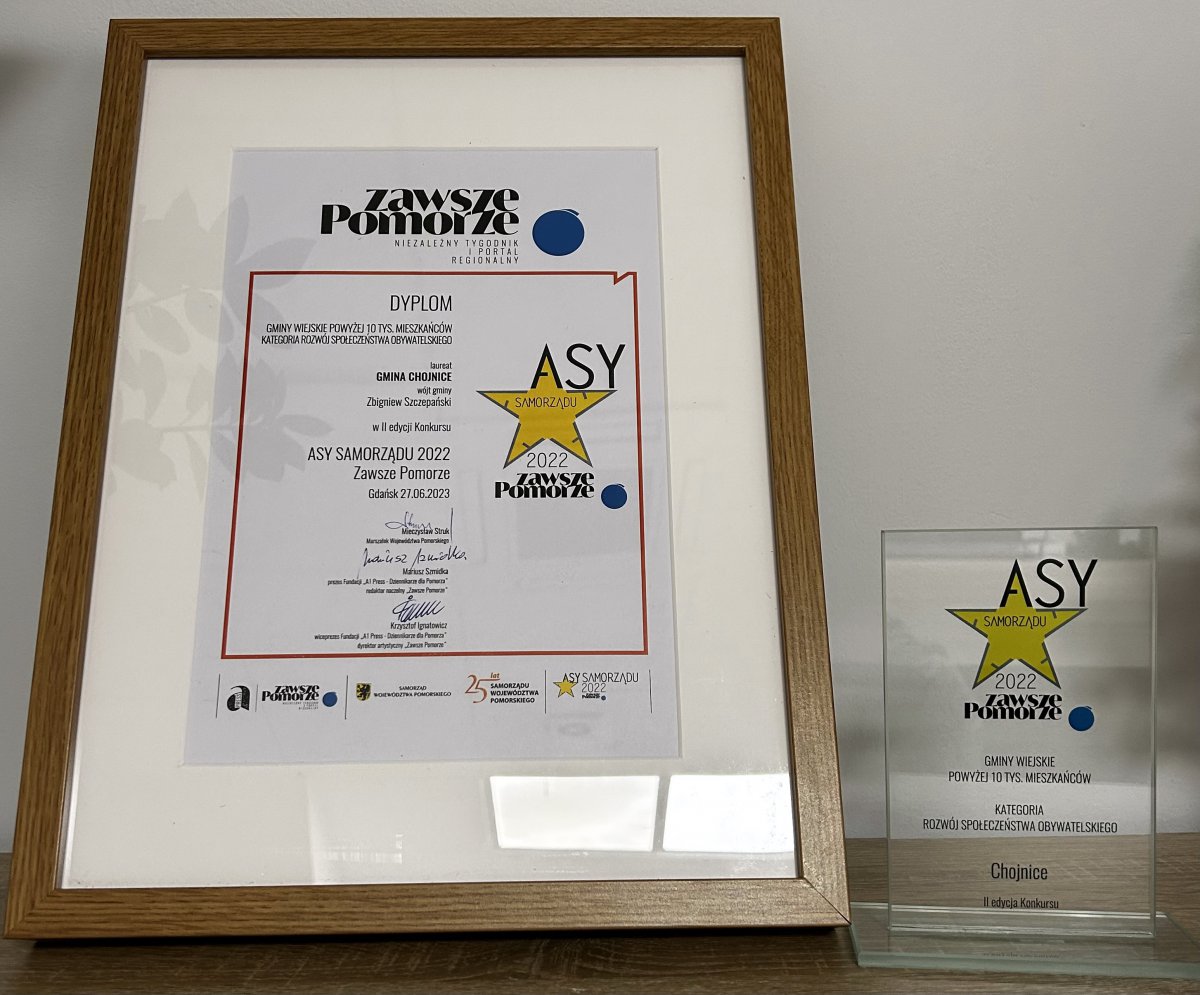 zawsze
Pomorze
NIEZALEŻNY TYGODNIK
I PORTAL
REGIONALNY
DYPLOM
GMINY WIEJSKIE POWYŻEJ 10 TYS. MIESZKAŃCÓW
KATEGORIA ROZWÓJ SPOŁECZEŃSTWA OBYWATELSKIEGO
laureat
GMINA CHOJNICE
wójt gminy
Zbigniew Szczepański
w II edycji Konkursu
ASY SAMORZĄDU 2022
Zawsze Pomorze
Gdańsk 27.06.2023
Mieczysław Struk
Marszałek Województwa Pomorskiego
Mariusz Szmidka
prezes Fundacji „A1 Press - Dziennikarze dla Pomorza"
redaktor naczelny „Zawsze Pomorze"
Krzysztof Ignatowicz
wiceprezes Fundacji „A1 Press - Dziennikarze dla Pomorza"
dyrektor artystyczny „Zawsze Pomorze"
ASY
SAMORZĄDU
2022
zawsze
Pomorze
a
zawsze
Pomorze
SAMORZĄD
WOJEWÓDZTWA POMORSKIEGO
25 lat
SAMORZĄDU
WOJEWÓDZTWA
POMORSKIEGO
ASY SAMORZĄDU
2022
zawsze
Pomorze
ASY
SAMORZĄDU
2022
zawsze
Pomorze
GMINY WIEJSKIE
POWYŻEJ 10 TYS. MIESZKAŃCÓW
KATEGORIA
ROZWÓJ SPOŁECZEŃSTWA OBYWATELSKIEGO
Chojnice
II edycja Konkursu